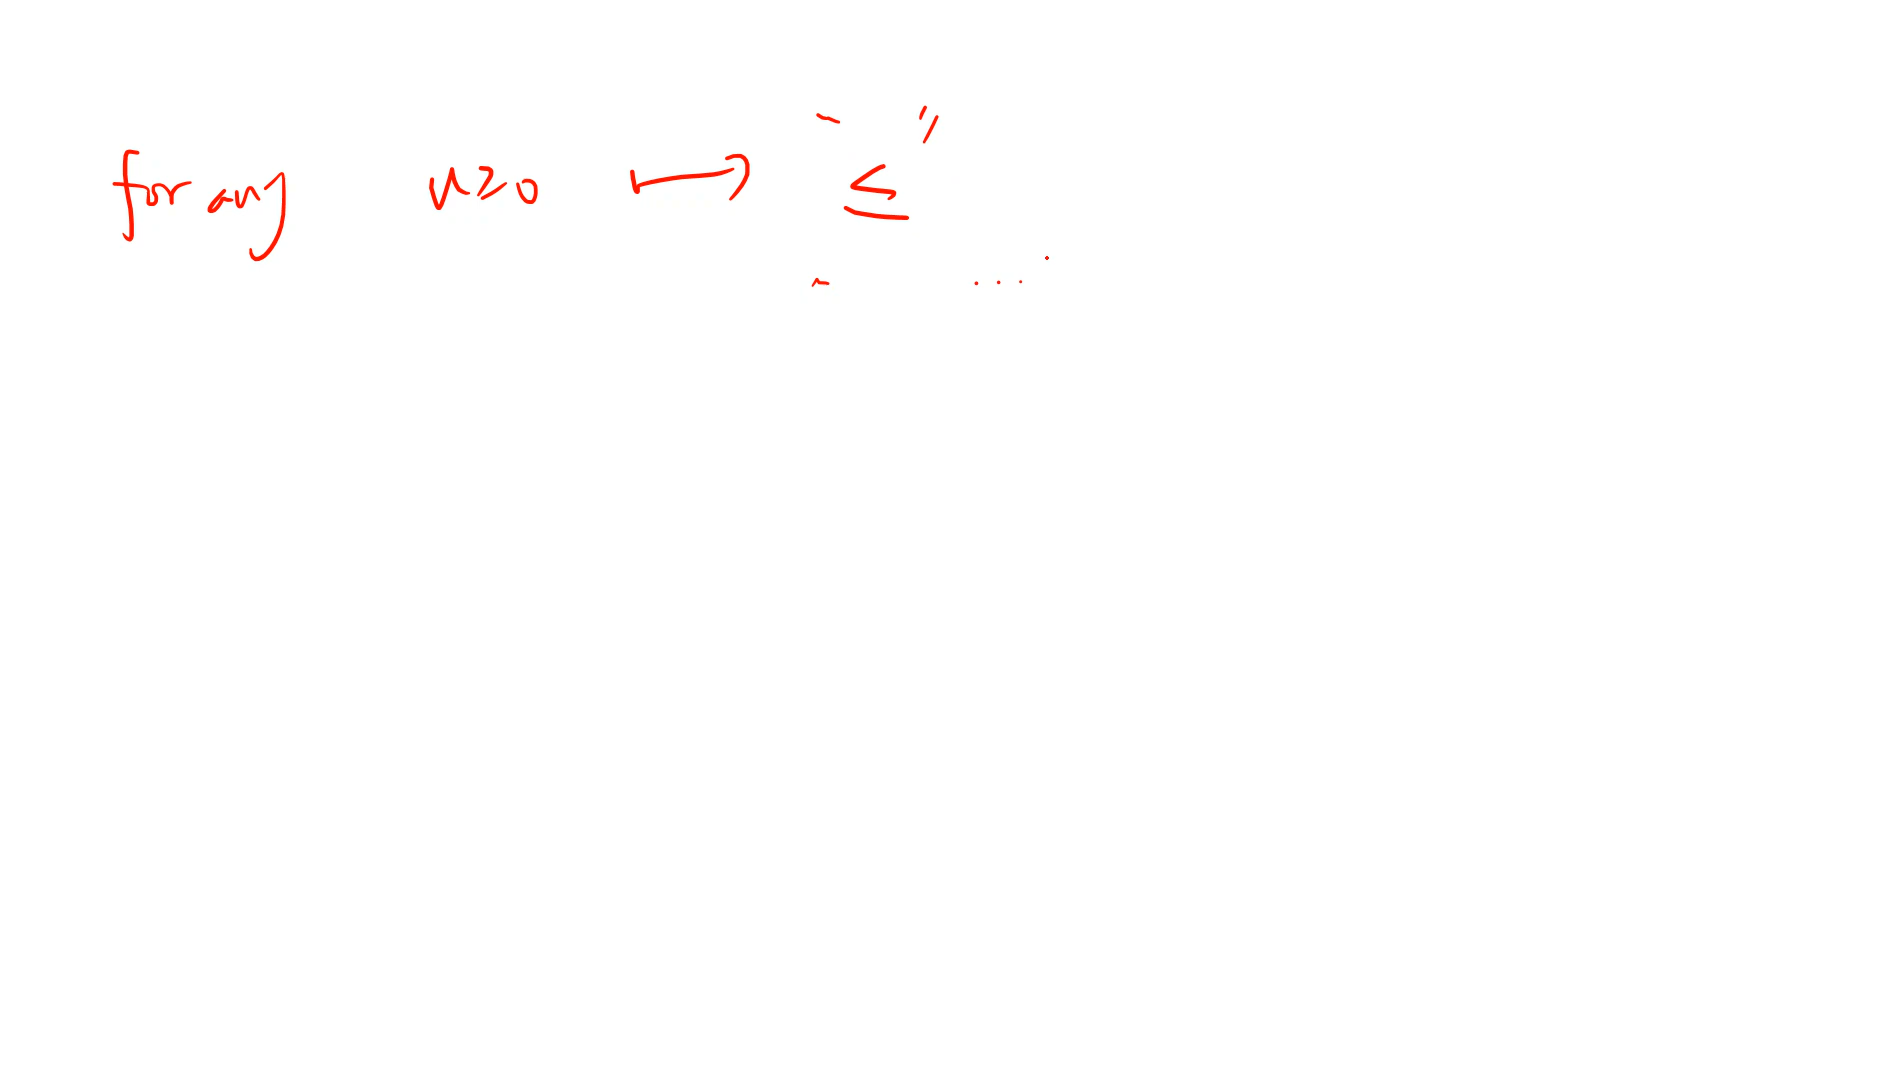 for any n≥0 ⟼ ≤
...